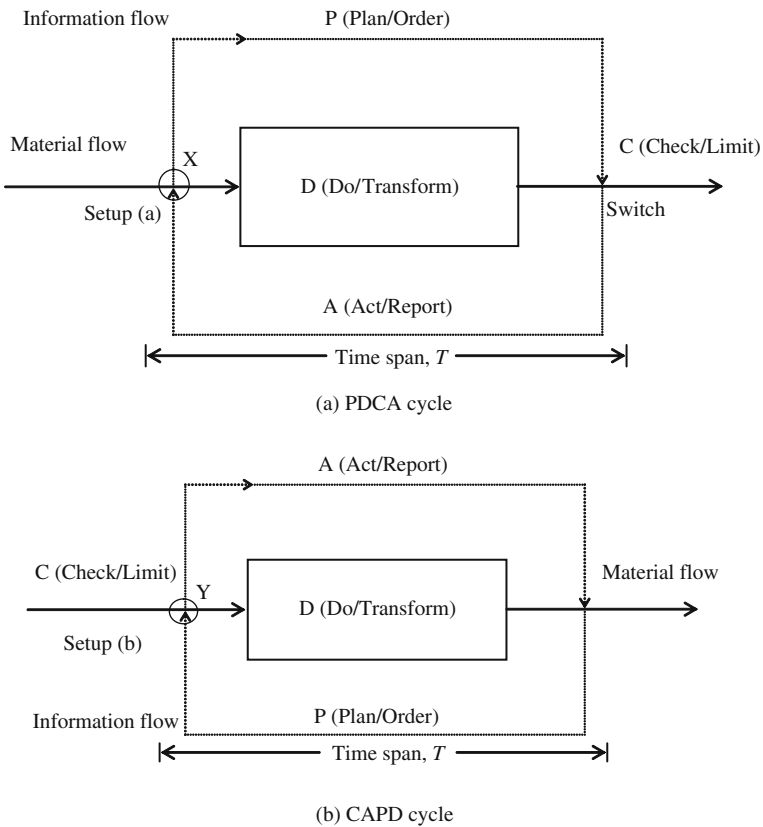 Information flow
P (Plan/Order)
Material flow
X
C (Check/Limit)
D (Do/Transform)
Setup (a)
Switch
A (Act/Report)
Time span, T
(a) PDCA cycle
A (Act/Report)
C (Check/Limit)
Y
Material flow
D (Do/Transform)
Setup (b)
Information flow
P (Plan/Order)
Time span, T
(b) CAPD cycle